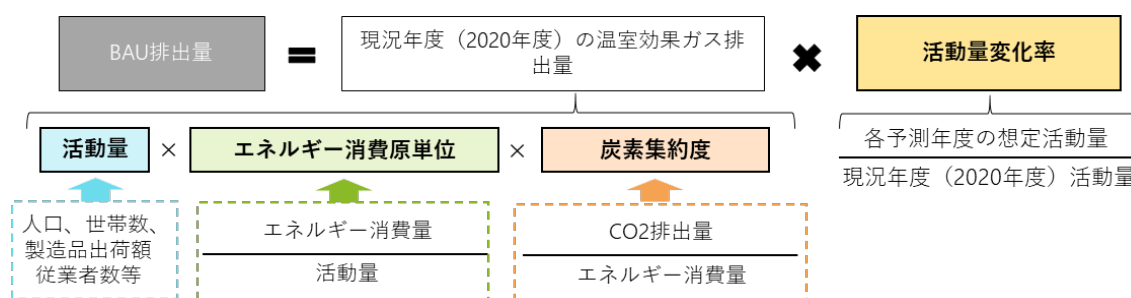 BAU排出量
=
現況年度（2020年度）の温室効果ガス排
出量
×
活動量変化率
活動量
×
エネルギー消費原単位
×
炭素集約度
各予測年度の想定活動量
現況年度（2020年度）活動量
人口、世帯数、
製造品出荷額
従業者数等
エネルギー消費量
活動量
CO2排出量
エネルギー消費量